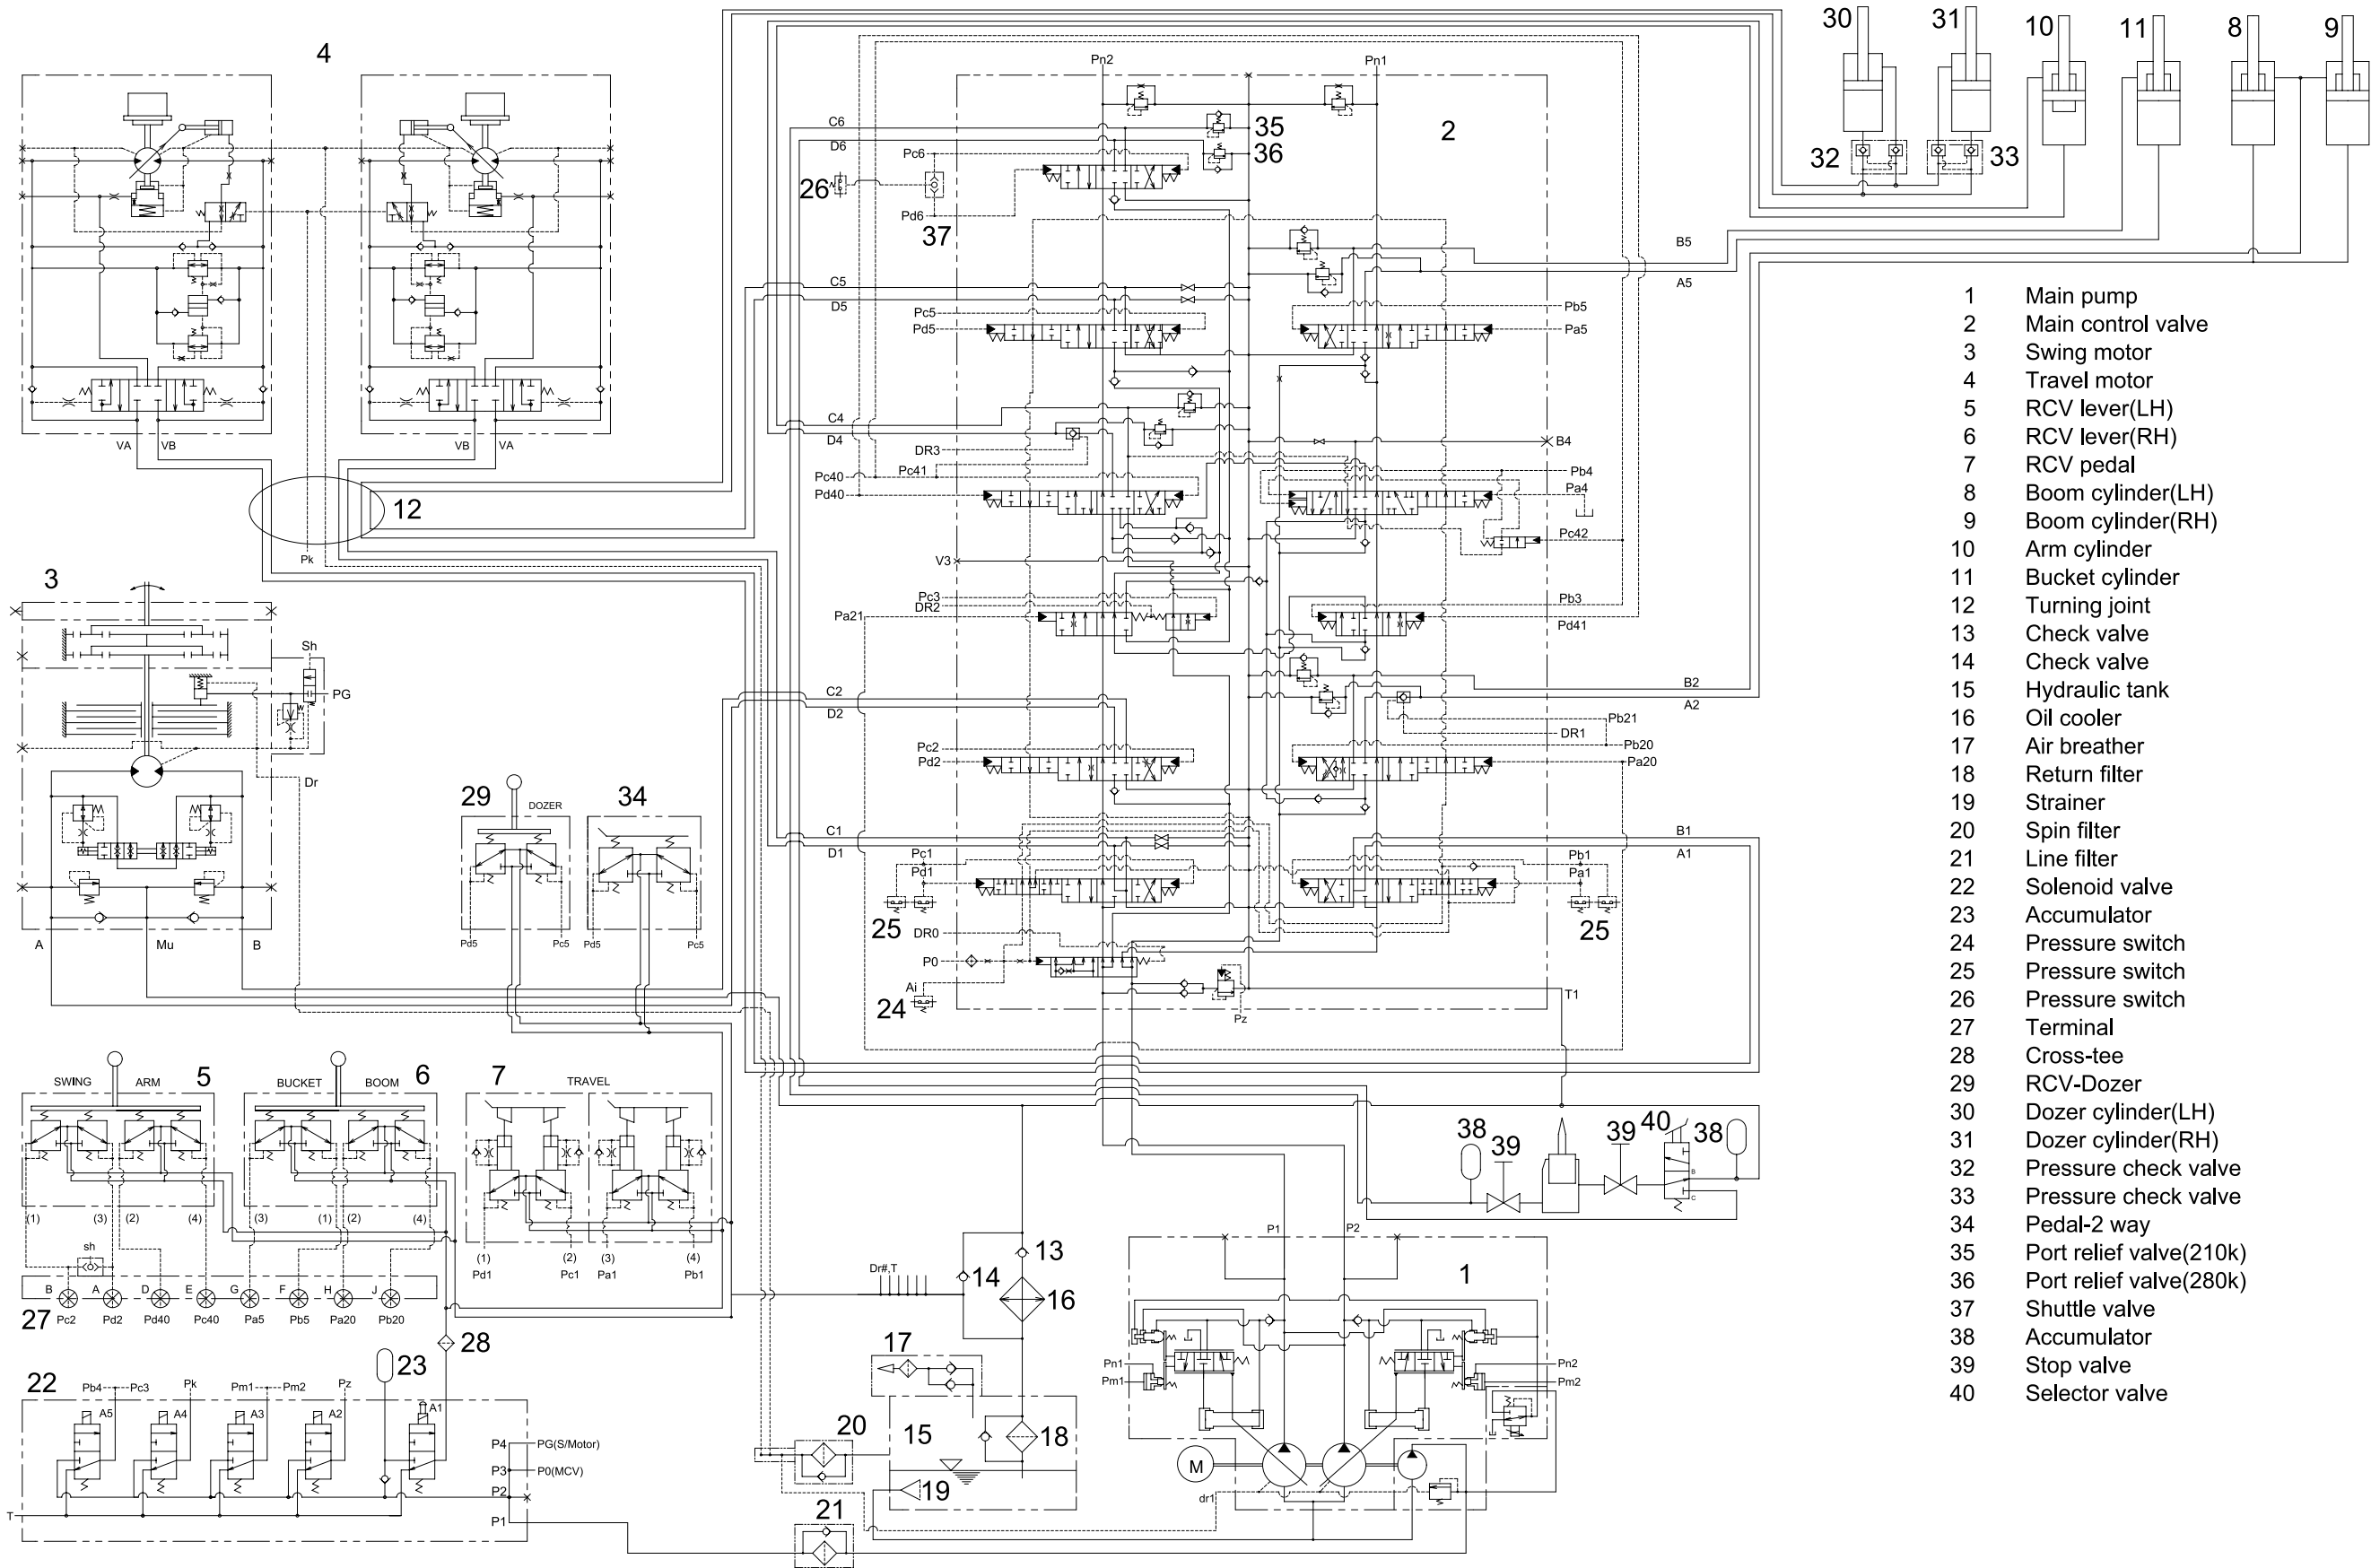 4
30
31
10
11
8
9
Pn2
Pn1
2
C6
D6
35
36
Pc6
26
Pd6
37
32
33
B5
A5
C5
D5
Pc5
Pd5
Pb5
Pa5
VA
VB
VB
VA
C4
D4
DR3
B4
Pc40
Pc41
Pd40
Pb4
Pa4
12
Pk
Pc42
V3
3
Pc3
DR2
Pa21
Pb3
Pd41
Sh
PG
Dr
C2
D2
B2
A2
Pb21
DR1
Pc2
Pd2
Pb20
Pa20
29
DOZER
34
C1
D1
B1
A1
Pc1
Pd1
Pb1
Pa1
25
25
DR0
P0
Ai
24
Pz
T1
A
Mu
B
Pd5
Pc5
Pd5
Pc5
SWING
ARM
5
BUCKET
BOOM
6
7
TRAVEL
(1)
(3)
(2)
(4)
(3)
(1)
(2)
(4)
sh
(1)
(2)
(3)
(4)
Pd1
Pc1
Pa1
Pb1
B
A
D
E
G
F
H
J
27
Pc2
Pd2
Pd40
Pc40
Pa5
Pb5
Pa20
Pb20
28
23
22
Pb4
Pc3
Pk
Pm1
Pm2
Pz
A5
A4
A3
A2
A1
P4
PG(S/Motor)
P3
P0(MCV)
P2
P1
T
Dr#,T
14
13
16
17
20
15
18
19
21
38
39
39
40
38
B
C
P1
P2
1
Pn1
Pm1
Pn2
Pm2
M
dr1
1 Main pump
2 Main control valve
3 Swing motor
4 Travel motor
5 RCV lever(LH)
6 RCV lever(RH)
7 RCV pedal
8 Boom cylinder(LH)
9 Boom cylinder(RH)
10 Arm cylinder
11 Bucket cylinder
12 Turning joint
13 Check valve
14 Check valve
15 Hydraulic tank
16 Oil cooler
17 Air breather
18 Return filter
19 Strainer
20 Spin filter
21 Line filter
22 Solenoid valve
23 Accumulator
24 Pressure switch
25 Pressure switch
26 Pressure switch
27 Terminal
28 Cross-tee
29 RCV-Dozer
30 Dozer cylinder(LH)
31 Dozer cylinder(RH)
32 Pressure check valve
33 Pressure check valve
34 Pedal-2 way
35 Port relief valve(210k)
36 Port relief valve(280k)
37 Shuttle valve
38 Accumulator
39 Stop valve
40 Selector valve